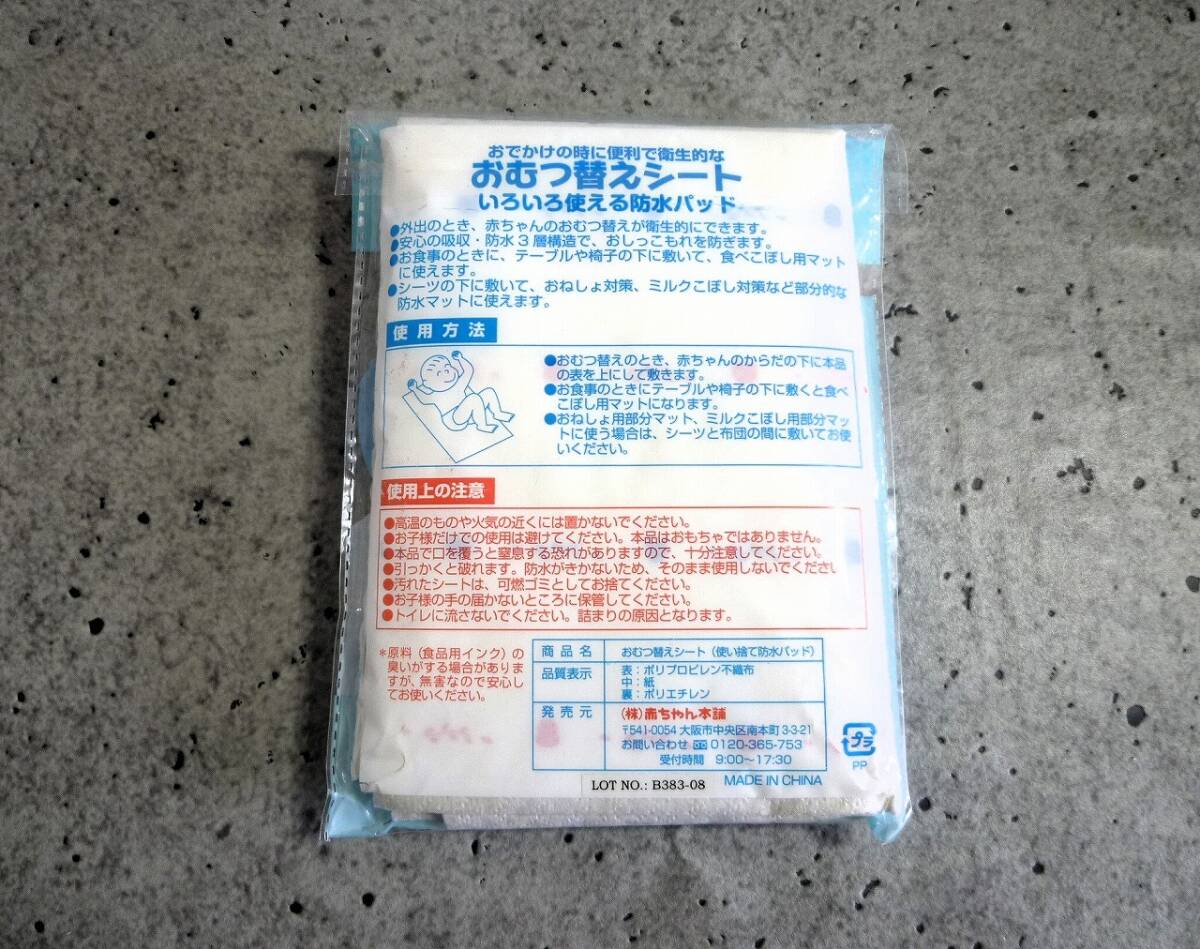 おでかけの時に便利で衛生的な
おむつ替えシート
いろいろ使える防水パッド
●外出のとき、赤ちゃんのおむつ替えが衛生的にできます。
●安心の吸収・防水3層構造で、おしっこもれを防ぎます。
●お食事のときに、テーブルや椅子の下に敷いて、食べこぼし用マット
に使えます。
●シーツの下に敷いて、おねしょ対策、ミルクこぼし対策など部分的な
防水マットに使えます。
使用方法
●おむつ替えのとき、赤ちゃんのからだの下に本品
の表を上にして敷きます。
●お食事のときにテーブルや椅子の下に敷くと食べ
こぼし用マットになります。
●おねしょ用部分マット、ミルクこぼし用部分マッ
トに使う場合は、シーツと布団の間に敷いてお使
いください。
使用上の注意
●高温のものや火気の近くには置かないでください。
●お子様だけでの使用は避けてください。本品はおもちゃではありません。
●本品で口を覆うと窒息する恐れがありますので、十分注意してください。
●引っかくと破れます。防水がきかないため、そのまま使用しないでください
●汚れたシートは、可燃ゴミとしてお捨てください。
●お子様の手の届かないところに保管してください。
●トイレに流さないでください。詰まりの原因となります。
*原料（食品用インク）の
臭いがする場合がありま
すが、無害なので安心し
てお使いください。
商品名 おむつ替えシート（使い捨て防水パッド）
品質表示 表：ポリプロピレン不織布
中：紙
裏：ポリエチレン
発売元 （株）赤ちゃん本舗
〒541-0054 大阪市中央区南本町3-3-21
お問い合わせ 0120-365-753
受付時間 9:00〜17:30
プラ
PP
LOT NO.: B383-08
MADE IN CHINA